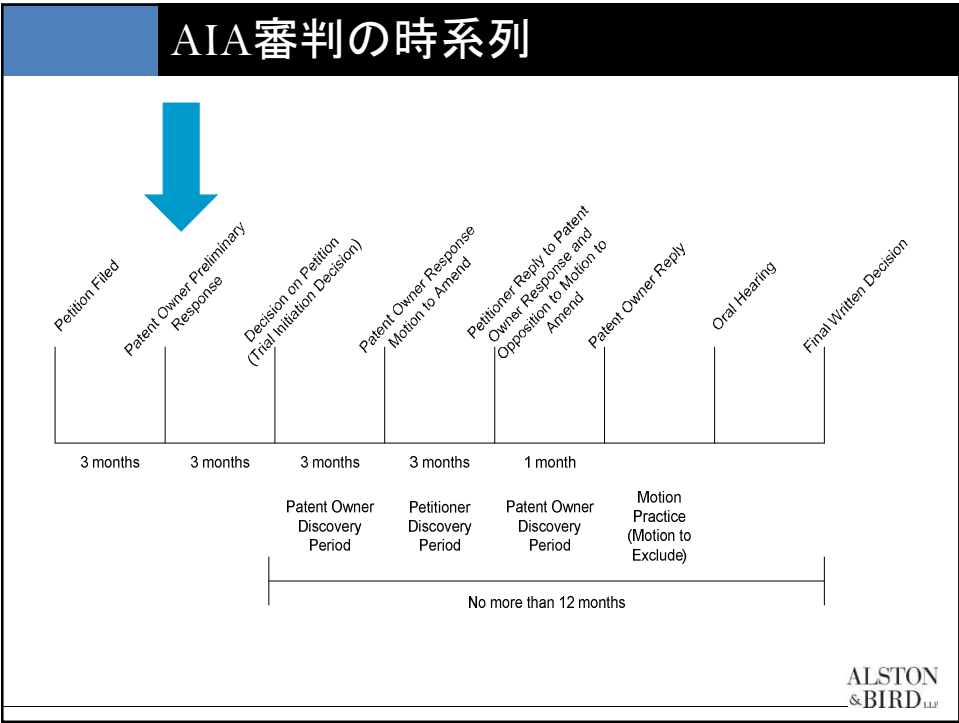 AIA審判の時系列
Petition Filed
Patent Owner Preliminary
Response
Decision on Petition
(Trial Initiation Decision)
Patent Owner Response
Motion to Amend
Petitioner Reply to Patent
Owner Response and
Opposition to Motion to
Amend
Patent Owner Reply
Oral Hearing
Final Written Decision
3 months
3 months
3 months
3 months
1 month
Patent Owner
Discovery
Period
Petitioner
Discovery
Period
Patent Owner
Discovery
Period
Motion
Practice
(Motion to
Exclude)
No more than 12 months
ALSTON
&BIRD LLP